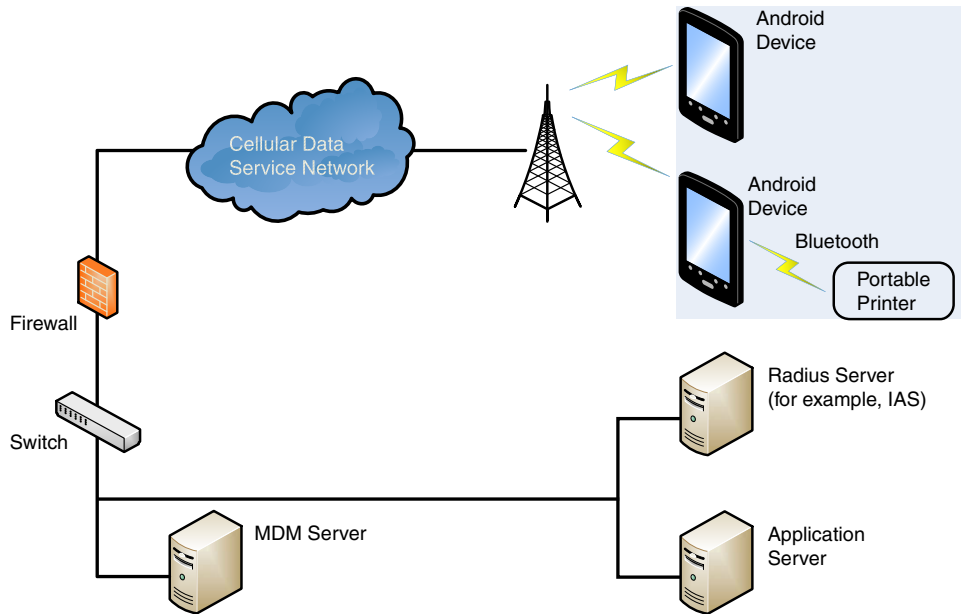 Android
Device
Cellular Data
Service Network
Android
Device
Bluetooth
Portable
Printer
Firewall
Radius Server
(for example, IAS)
Switch
MDM Server
Application
Server